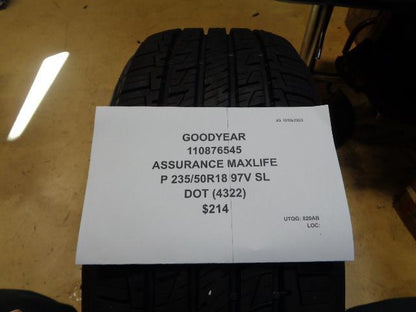 GOODYEAR
110876545
ASSURANCE MAXLIFE
P 235/50R18 97V SL
DOT (4322)
$214
UTQG: 820AB
LOC: